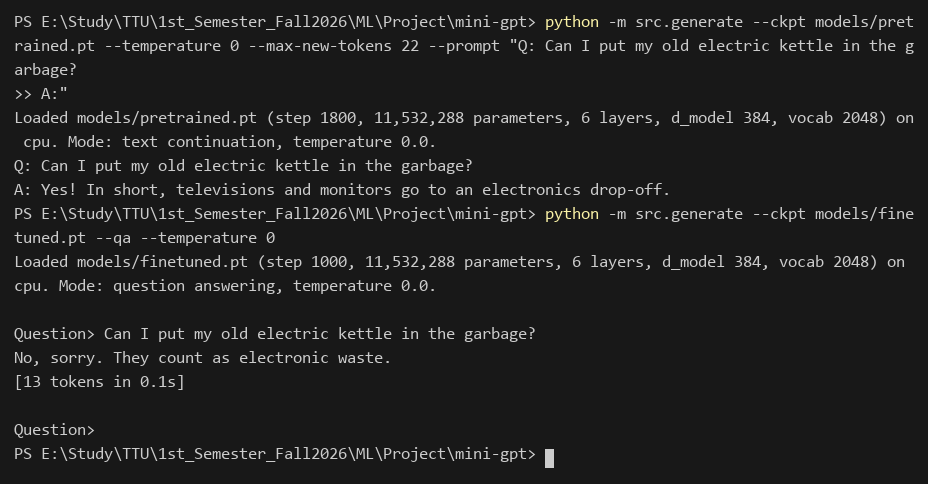 PS E:\Study\TTU\1st_Semester_Fall2026\ML\Project\mini-gpt> python -m src.generate --ckpt models/pret
rained.pt --temperature 0 --max-new-tokens 22 --prompt "Q: Can I put my old electric kettle in the g
arbage?
>> A:"
Loaded models/pretrained.pt (step 1800, 11,532,288 parameters, 6 layers, d_model 384, vocab 2048) on
 cpu. Mode: text continuation, temperature 0.0.
Q: Can I put my old electric kettle in the garbage?
A: Yes! In short, televisions and monitors go to an electronics drop-off.
PS E:\Study\TTU\1st_Semester_Fall2026\ML\Project\mini-gpt> python -m src.generate --ckpt models/fine
tuned.pt --qa --temperature 0
Loaded models/finetuned.pt (step 1000, 11,532,288 parameters, 6 layers, d_model 384, vocab 2048) on
cpu. Mode: question answering, temperature 0.0.

Question> Can I put my old electric kettle in the garbage?
No, sorry. They count as electronic waste.
[13 tokens in 0.1s]

Question>
PS E:\Study\TTU\1st_Semester_Fall2026\ML\Project\mini-gpt>